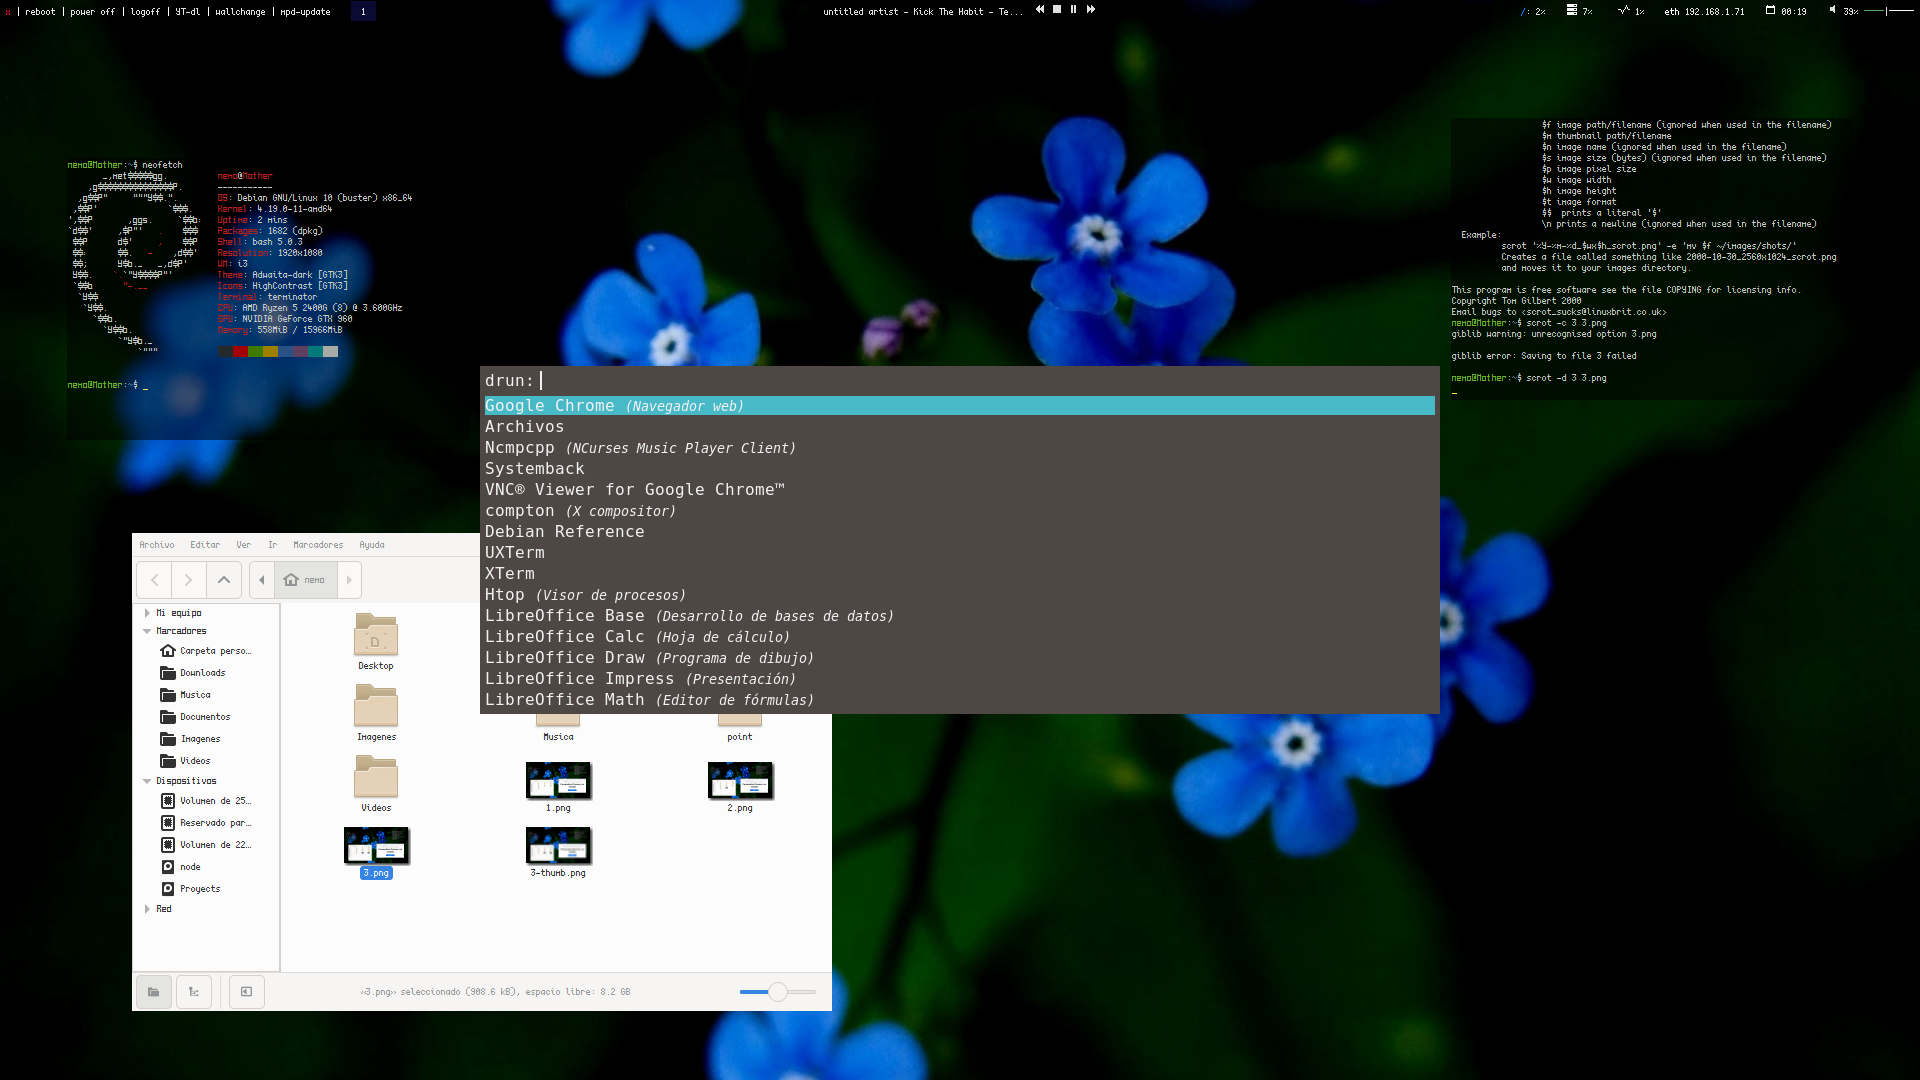 x | reboot | power off | logoff | YT-dl | wallchange | mpd-update 1
untitled artist - Kick The Habit - Te...
/: 2% 7% 1% eth 192.168.1.71 00:19 39%
nemo@Mother:~$ neofetch
nemo@Mother
-----------
OS: Debian GNU/Linux 10 (buster) x86_64
Kernel: 4.19.0-11-amd64
Uptime: 2 mins
Packages: 1682 (dpkg)
Shell: bash 5.0.3
Resolution: 1920x1080
WM: i3
Theme: Adwaita-dark [GTK3]
Icons: HighContrast [GTK3]
Terminal: terminator
CPU: AMD Ryzen 5 2400G (8) @ 3.600GHz
GPU: NVIDIA GeForce GTX 960
Memory: 558MiB / 15966MiB
nemo@Mother:~$ _
$f image path/filename (ignored when used in the filename)
$m thumbnail path/filename
$n image name (ignored when used in the filename)
$s image size (bytes) (ignored when used in the filename)
$p image pixel size
$w image width
$h image height
$t image format
$$ prints a literal '$'
\n prints a newline (ignored when used in the filename)
Example:
scrot '%Y-%m-%d_$wx$h_scrot.png' -e 'mv $f ~/images/shots/'
Creates a file called something like 2000-10-30_2560x1024_scrot.png
and moves it to your images directory.
This program is free software see the file COPYING for licensing info.
Copyright Tom Gilbert 2000
Email bugs to <scrot_sucks@linuxbrit.co.uk>
nemo@Mother:~$ scrot -c 3 3.png
giblib warning: unrecognised option 3.png
giblib error: Saving to file 3 failed
nemo@Mother:~$ scrot -d 3 3.png
_
drun:
Google Chrome (Navegador web)
Archivos
Ncmpcpp (NCurses Music Player Client)
Systemback
VNC® Viewer for Google Chrome™
compton (X compositor)
Debian Reference
UXTerm
XTerm
Htop (Visor de procesos)
LibreOffice Base (Desarrollo de bases de datos)
LibreOffice Calc (Hoja de cálculo)
LibreOffice Draw (Programa de dibujo)
LibreOffice Impress (Presentación)
LibreOffice Math (Editor de fórmulas)
Archivo Editar Ver Ir Marcadores Ayuda
nemo
Mi equipo
Marcadores
Carpeta perso...
Downloads
Musica
Documentos
Imagenes
Videos
Dispositivos
Volumen de 25...
Reservado par...
Volumen de 22...
node
Proyects
Red
Desktop
Imagenes Musica point
Videos 1.png 2.png
3.png 3-thumb.png
«3.png» seleccionado (908.6 kB), espacio libre: 8.2 GB